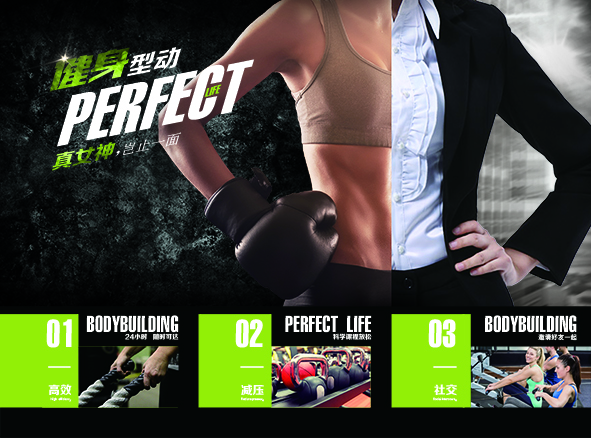 健身型动
PERFECT
LIFE
真女神,岂止一面
01
高效
BODYBUILDING
24小时 随时可达
02
减压
PERFECT LIFE
科学课程放松
03
社交
BODYBUILDING
邀请好友一起